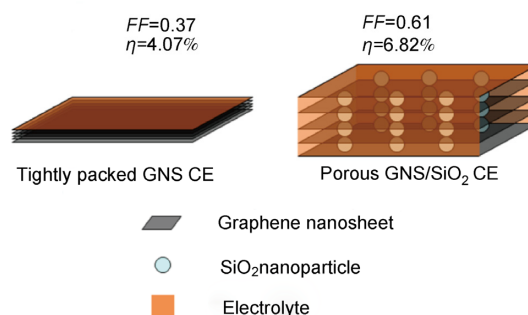 FF=0.37
η=4.07%
FF=0.61
η=6.82%
Tightly packed GNS CE
Porous GNS/SiO₂ CE
Graphene nanosheet
SiO₂nanoparticle
Electrolyte